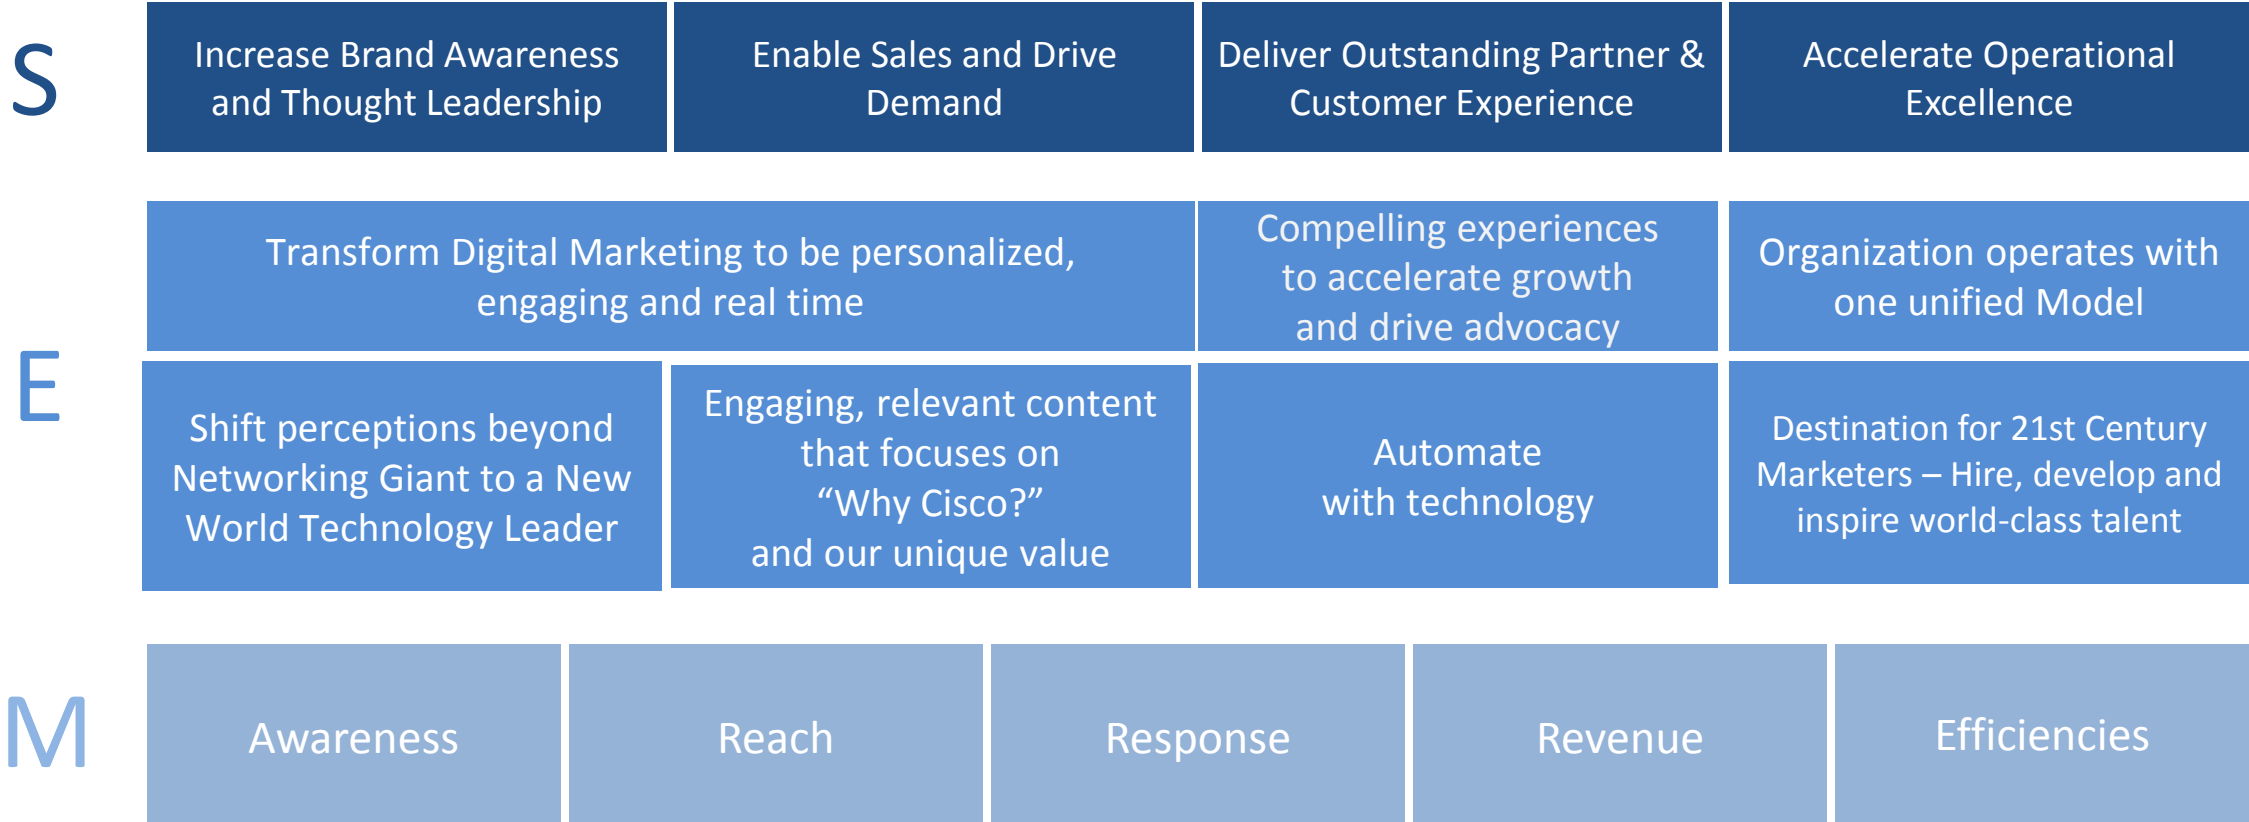 S
Increase Brand Awareness
and Thought Leadership
Enable Sales and Drive
Demand
Deliver Outstanding Partner &
Customer Experience
Accelerate Operational
Excellence
E
Transform Digital Marketing to be personalized,
engaging and real time
Compelling experiences
to accelerate growth
and drive advocacy
Organization operates with
one unified Model
Shift perceptions beyond
Networking Giant to a New
World Technology Leader
Engaging, relevant content
that focuses on
“Why Cisco?”
and our unique value
Automate
with technology
Destination for 21st Century
Marketers – Hire, develop and
inspire world-class talent
M
Awareness
Reach
Response
Revenue
Efficiencies